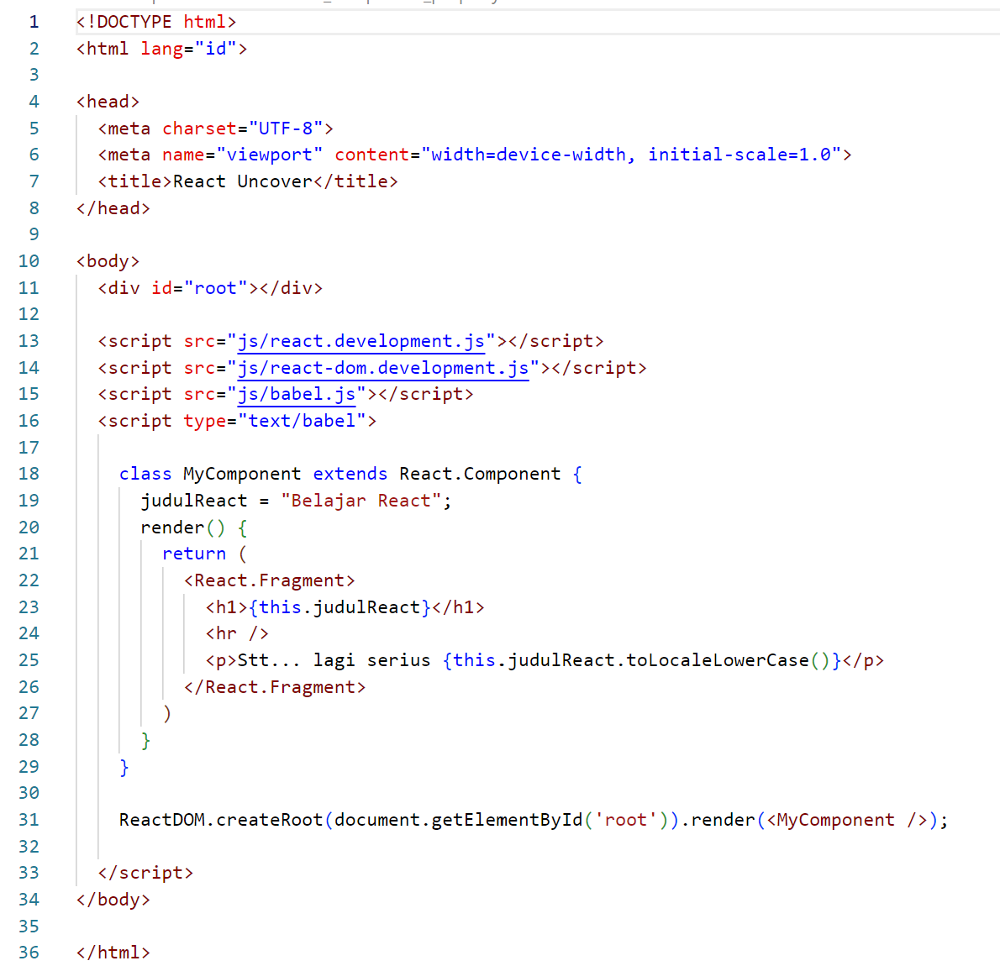 1 <!DOCTYPE html>
2 <html lang="id">
3
4 <head>
5 <meta charset="UTF-8">
6 <meta name="viewport" content="width=device-width, initial-scale=1.0">
7 <title>React Uncover</title>
8 </head>
9
10 <body>
11 <div id="root"></div>
12
13 <script src="js/react.development.js"></script>
14 <script src="js/react-dom.development.js"></script>
15 <script src="js/babel.js"></script>
16 <script type="text/babel">
17
18 class MyComponent extends React.Component {
19 judulReact = "Belajar React";
20 render() {
21 return (
22 <React.Fragment>
23 <h1>{this.judulReact}</h1>
24 <hr />
25 <p>Stt... lagi serius {this.judulReact.toLocaleLowerCase()}</p>
26 </React.Fragment>
27 )
28 }
29 }
30
31 ReactDOM.createRoot(document.getElementById('root')).render(<MyComponent />);
32
33 </script>
34 </body>
35
36 </html>